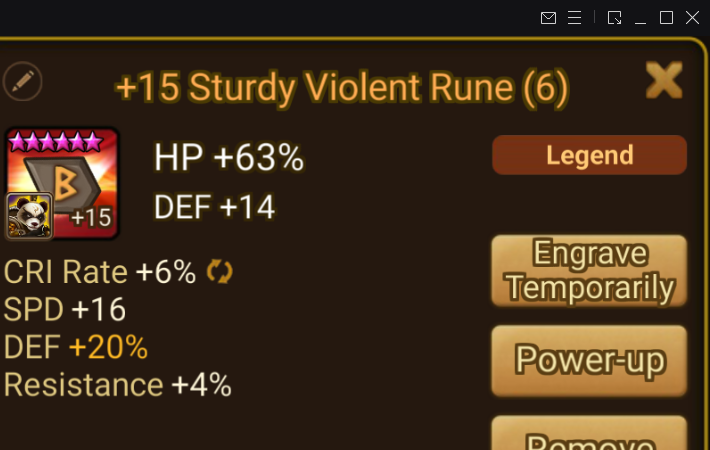 +15 Sturdy Violent Rune (6)
HP +63%
DEF +14
Legend
+15
CRI Rate +6%
SPD +16
DEF +20%
Resistance +4%
Engrave
Temporarily
Power-up
Remove